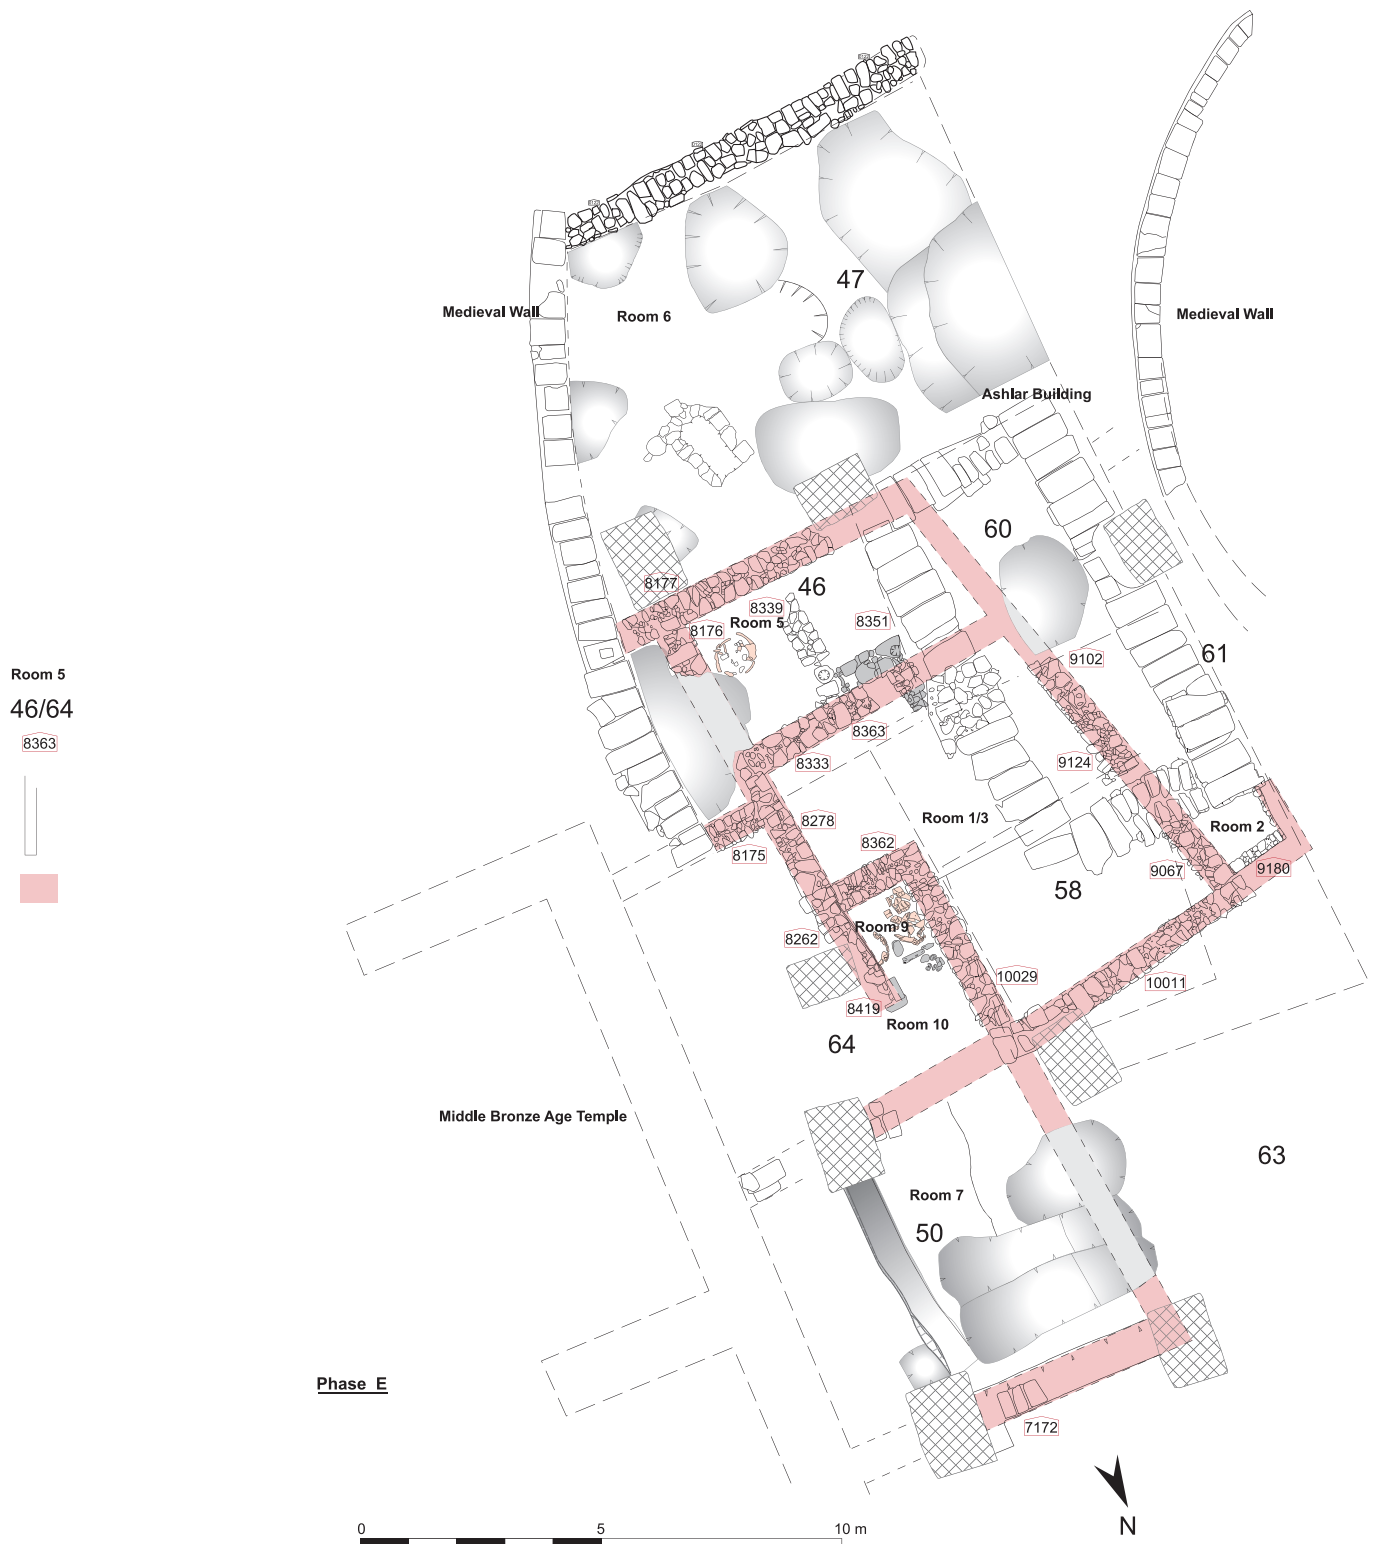 Medieval Wall
Room 6
47
Medieval Wall
Ashlar Building
60
8177
46
8339
Room 5
8351
8176
9102
61
Room 5
46/64
8363
8363
8333
9124
8278
Room 1/3
Room 2
8362
8175
9067
9180
58
Room 9
8262
10029
10011
8419
Room 10
64
Middle Bronze Age Temple
63
Room 7
50
Phase E
7172
N
0 5 10 m